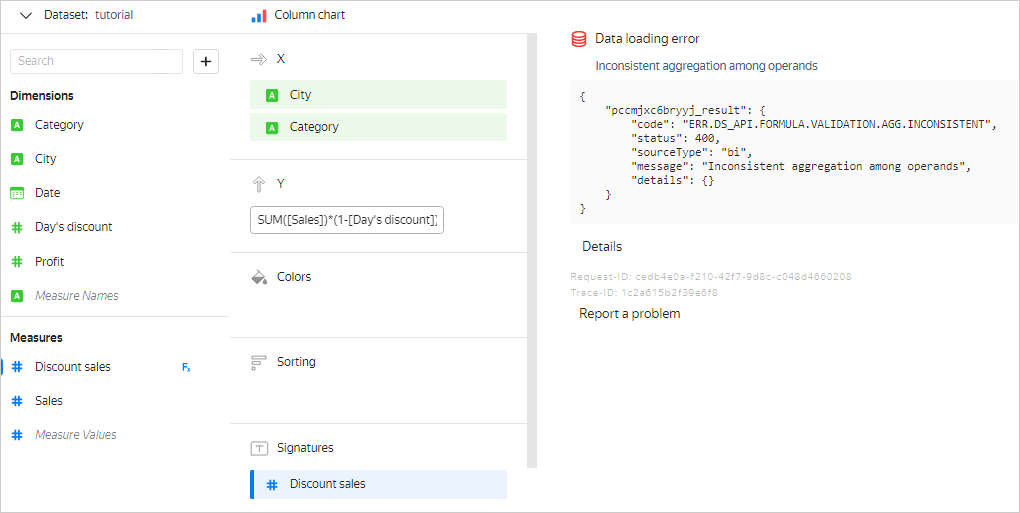 Dataset: tutorial
Search
+
Dimensions
A Category
A City
Date
# Day's discount
# Profit
A Measure Names
Measures
# Discount sales Fx
# Sales
# Measure Values
Column chart
X
A City
A Category
Y
SUM([Sales])*(1-[Day's discount])
Colors
Sorting
T Signatures
# Discount sales
Data loading error
Inconsistent aggregation among operands
{
"pccmjxc6bryyj_result": {
"code": "ERR.DS_API.FORMULA.VALIDATION.AGG.INCONSISTENT",
"status": 400,
"sourceType": "bi",
"message": "Inconsistent aggregation among operands",
"details": {}
}
}
Details
Request-ID: cedb4e0a-f210-42f7-9d8c-c048d4660208
Trace-ID: 1c2a615b2f39e6f8
Report a problem